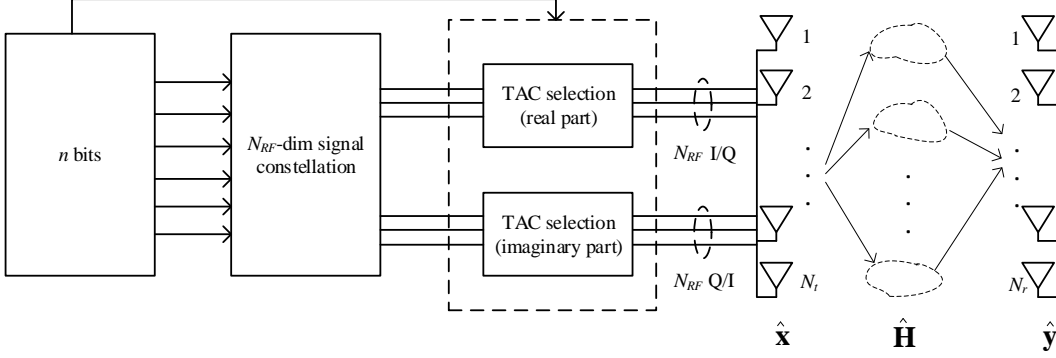 n bits
N_RF-dim signal
constellation
TAC selection
(real part)
TAC selection
(imaginary part)
N_RF I/Q
N_RF Q/I
1
2
N_t
x̂
Ĥ
1
2
N_r
ŷ